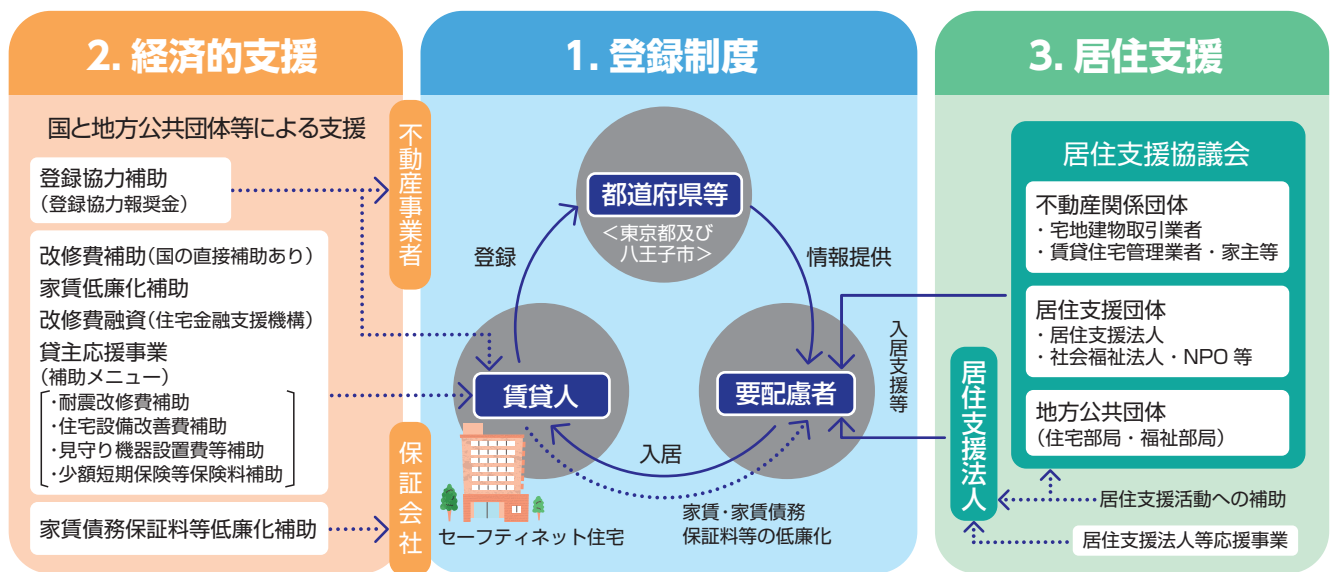 2. 経済的支援
国と地方公共団体等による支援
登録協力補助
(登録協力報奨金)
改修費補助(国の直接補助あり)
家賃低廉化補助
改修費融資(住宅金融支援機構)
貸主応援事業
(補助メニュー)
・耐震改修費補助
・住宅設備改善費補助
・見守り機器設置費等補助
・少額短期保険等保険料補助
家賃債務保証料等低廉化補助
不動産事業者
保証会社
1. 登録制度
都道府県等
＜東京都及び
八王子市＞
登録
情報提供
賃貸人
要配慮者
入居
セーフティネット住宅
家賃・家賃債務
保証料等の低廉化
入居支援等
3. 居住支援
居住支援協議会
不動産関係団体
・宅地建物取引業者
・賃貸住宅管理業者・家主等
居住支援団体
・居住支援法人
・社会福祉法人・NPO 等
地方公共団体
(住宅部局・福祉部局)
居住支援法人
居住支援活動への補助
居住支援法人等応援事業